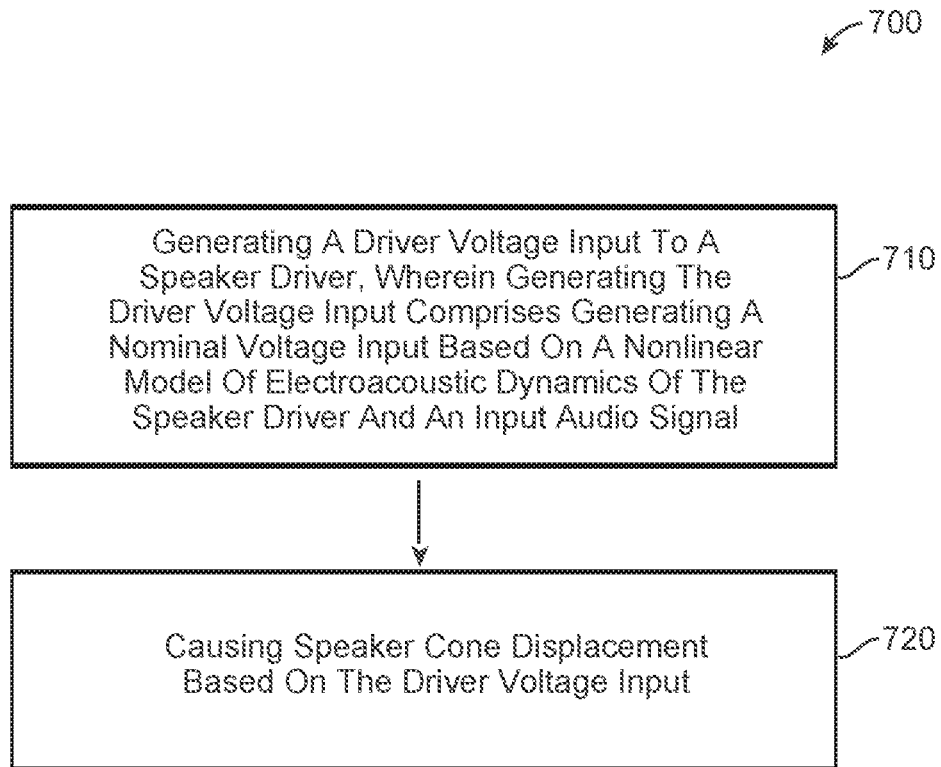 700
Generating A Driver Voltage Input To A
Speaker Driver, Wherein Generating The
Driver Voltage Input Comprises Generating A
Nominal Voltage Input Based On A Nonlinear
Model Of Electroacoustic Dynamics Of The
Speaker Driver And An Input Audio Signal
710
Causing Speaker Cone Displacement
Based On The Driver Voltage Input
720